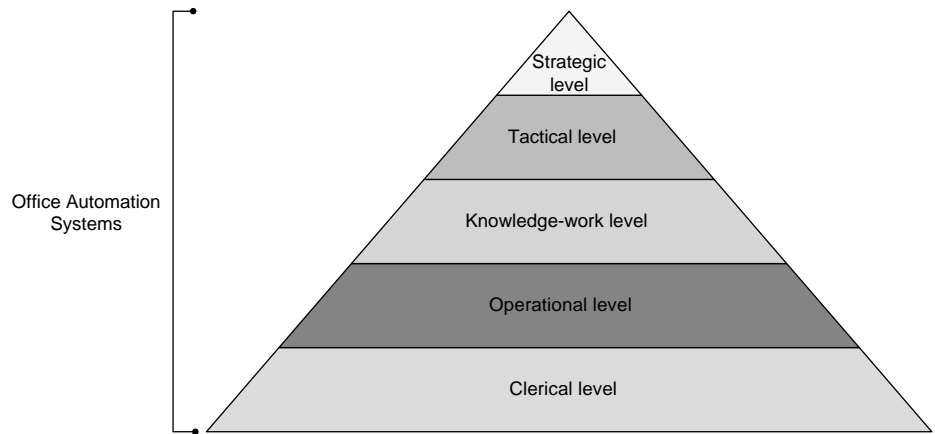 Strategic
level
Tactical level
Office Automation
Systems
Knowledge-work level
Operational level
Clerical level